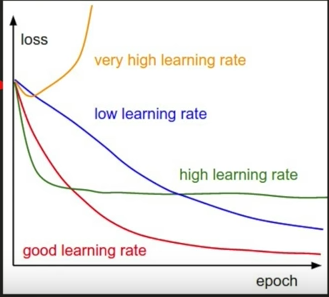 loss
very high learning rate
low learning rate
high learning rate
good learning rate
epoch